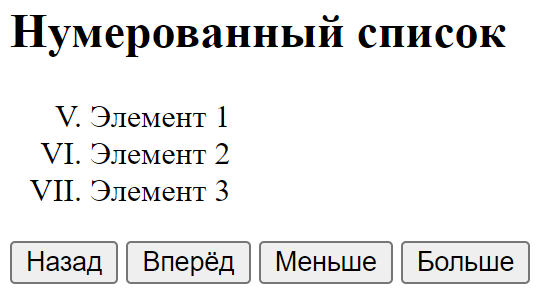 Нумерованный список
V. Элемент 1
VI. Элемент 2
VII. Элемент 3
Назад Вперёд Меньше Больше